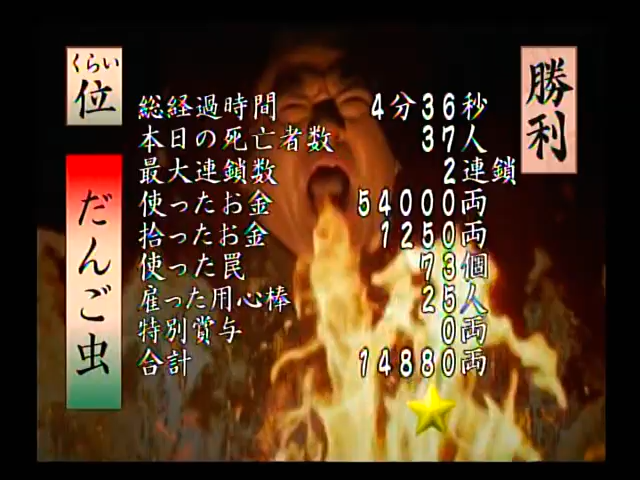 くらい
位
だんご虫
勝利
総経過時間 4分36秒
本日の死亡者数 37人
最大連鎖数 2連鎖
使ったお金 54000両
拾ったお金 1250両
使った罠 73個
雇った用心棒 25人
特別賞与 0両
合計 14880両